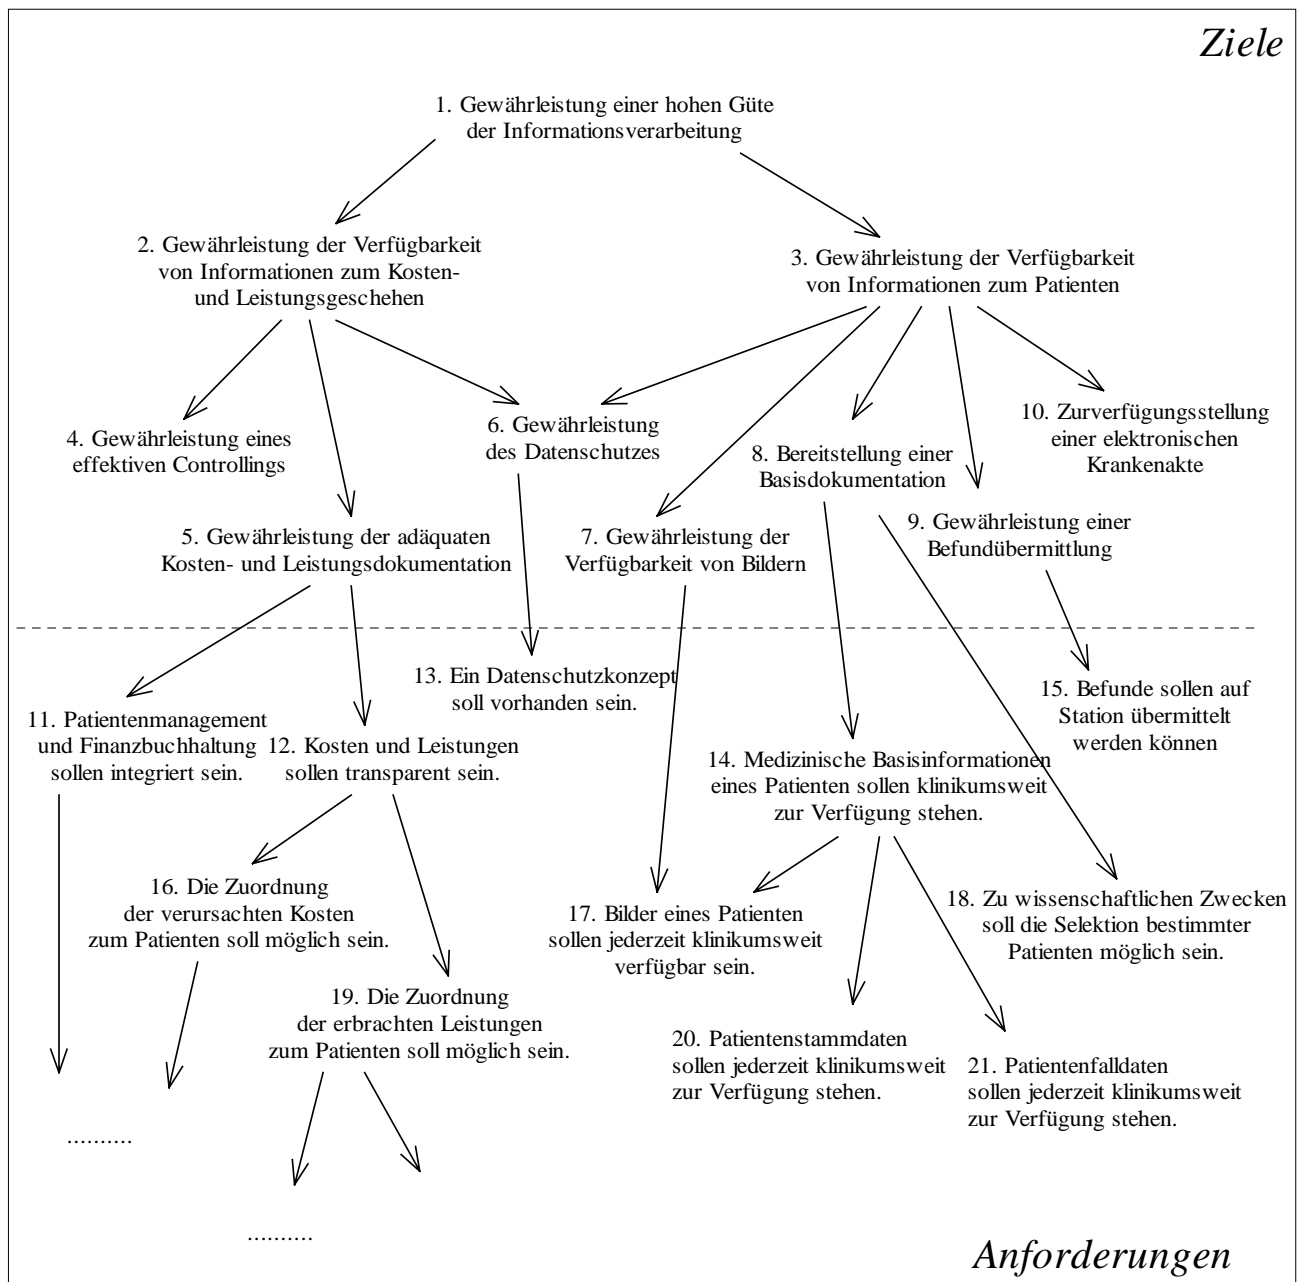 Ziele
1. Gewährleistung einer hohen Güte
der Informationsverarbeitung
2. Gewährleistung der Verfügbarkeit
von Informationen zum Kosten-
und Leistungsgeschehen
3. Gewährleistung der Verfügbarkeit
von Informationen zum Patienten
4. Gewährleistung eines
effektiven Controllings
6. Gewährleistung
des Datenschutzes
8. Bereitstellung einer
Basisdokumentation
10. Zurverfügungsstellung
einer elektronischen
Krankenakte
5. Gewährleistung der adäquaten
Kosten- und Leistungsdokumentation
7. Gewährleistung der
Verfügbarkeit von Bildern
9. Gewährleistung einer
Befundübermittlung
11. Patientenmanagement
und Finanzbuchhaltung
sollen integriert sein.
12. Kosten und Leistungen
sollen transparent sein.
13. Ein Datenschutzkonzept
soll vorhanden sein.
14. Medizinische Basisinformationen
eines Patienten sollen klinikumsweit
zur Verfügung stehen.
15. Befunde sollen auf
Station übermittelt
werden können
16. Die Zuordnung
der verursachten Kosten
zum Patienten soll möglich sein.
17. Bilder eines Patienten
sollen jederzeit klinikumsweit
verfügbar sein.
18. Zu wissenschaftlichen Zwecken
soll die Selektion bestimmter
Patienten möglich sein.
19. Die Zuordnung
der erbrachten Leistungen
zum Patienten soll möglich sein.
20. Patientenstammdaten
sollen jederzeit klinikumsweit
zur Verfügung stehen.
21. Patientenfalldaten
sollen jederzeit klinikumsweit
zur Verfügung stehen.
..........
..........
Anforderungen